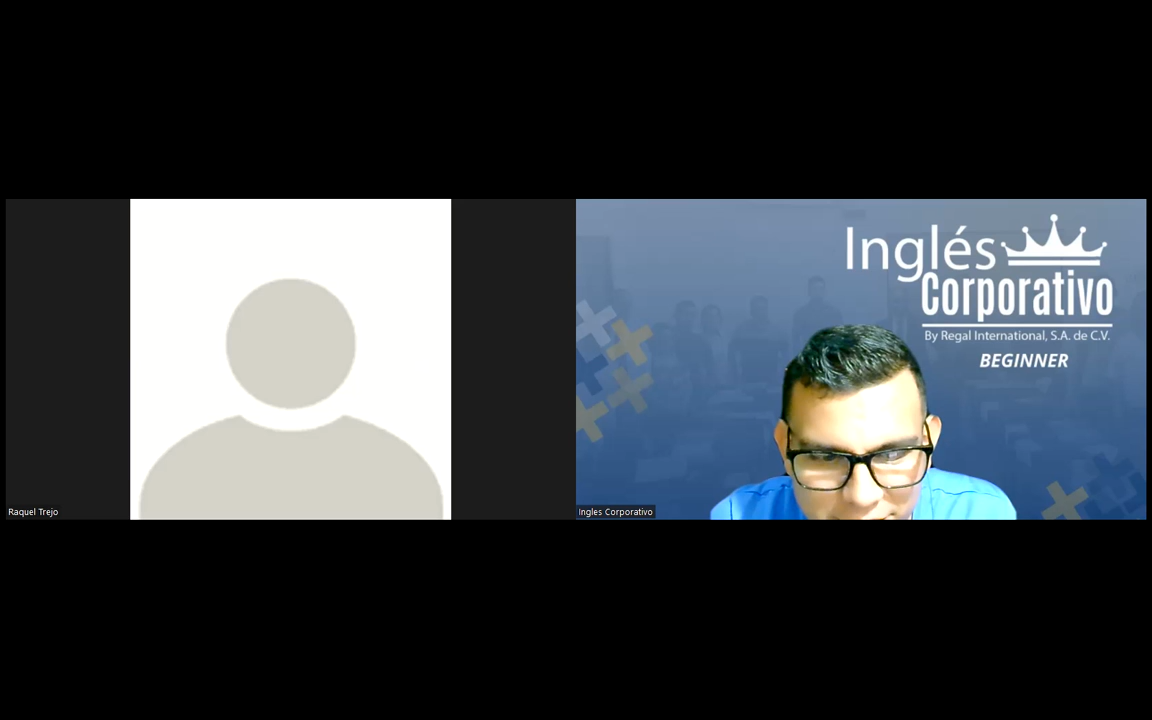 Inglés
Corporativo
By Regal International, S.A. de C.V.
BEGINNER
Raquel Trejo
Ingles Corporativo